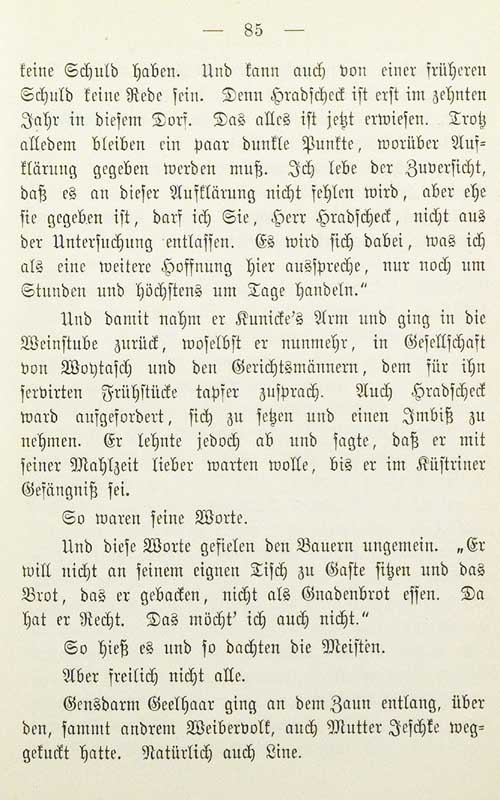 — 85 —
keine Schuld haben. Und kann auch von einer früheren
Schuld keine Rede sein. Denn Hradscheck ist erst im zehnten
Jahr in diesem Dorf. Das alles ist jetzt erwiesen. Trotz
alledem bleiben ein paar dunkle Punkte, worüber Auf-
klärung gegeben werden muß. Ich lebe der Zuversicht,
daß es an dieser Aufklärung nicht fehlen wird, aber ehe
sie gegeben ist, darf ich Sie, Herr Hradscheck, nicht aus
der Untersuchung entlassen. Es wird sich dabei, was ich
als eine weitere Hoffnung hier ausspreche, nur noch um
Stunden und höchstens um Tage handeln.“
Und damit nahm er Kunicke's Arm und ging in die
Weinstube zurück, woselbst er nunmehr, in Gesellschaft
von Woytasch und den Gerichtsmännern, dem für ihn
servirten Frühstücke tapfer zusprach. Auch Hradscheck
ward aufgefordert, sich zu setzen und einen Imbiß zu
nehmen. Er lehnte jedoch ab und sagte, daß er mit
seiner Mahlzeit lieber warten wolle, bis er im Küstriner
Gefängniß sei.
So waren seine Worte.
Und diese Worte gefielen den Bauern ungemein. „Er
will nicht an seinem eignen Tisch zu Gaste sitzen und das
Brot, das er gebacken, nicht als Gnadenbrot essen. Da
hat er Recht. Das möcht' ich auch nicht.“
So hieß es und so dachten die Meisten.
Aber freilich nicht alle.
Gensdarm Geelhaar ging an dem Zaun entlang, über
den, sammt andrem Weibervolk, auch Mutter Jeschke weg-
gekuckt hatte. Natürlich auch Line.